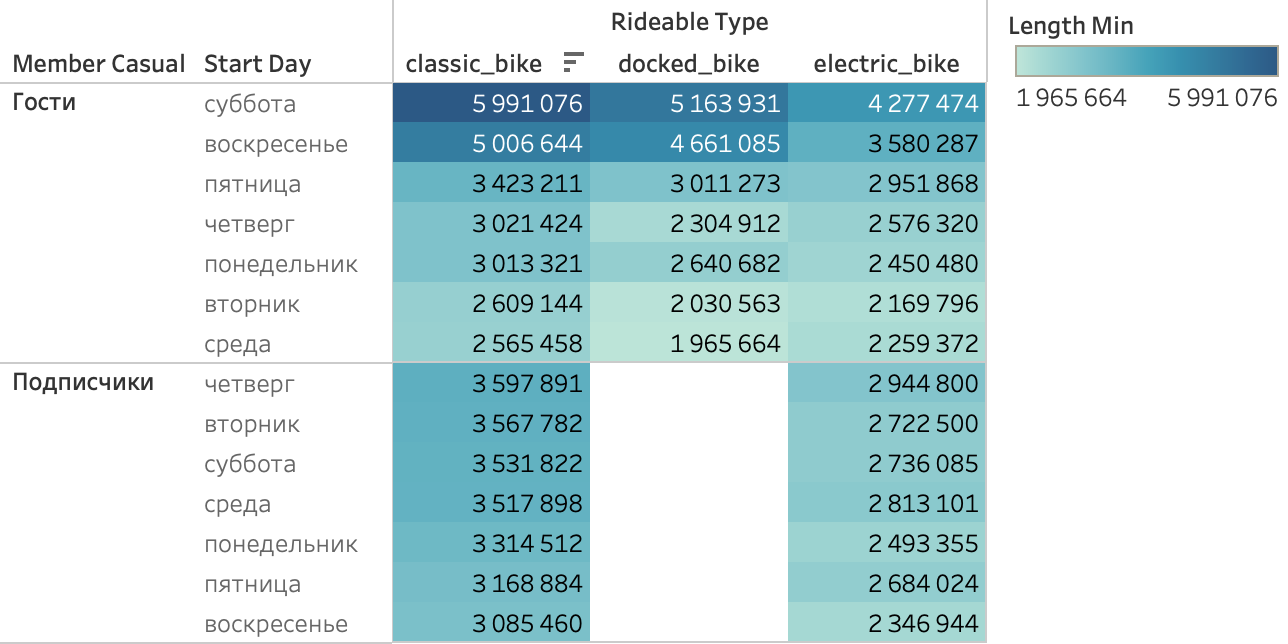 Rideable Type
Length Min
Member Casual Start Day classic_bike docked_bike electric_bike
1 965 664 5 991 076
Гости суббота 5 991 076 5 163 931 4 277 474
воскресенье 5 006 644 4 661 085 3 580 287
пятница 3 423 211 3 011 273 2 951 868
четверг 3 021 424 2 304 912 2 576 320
понедельник 3 013 321 2 640 682 2 450 480
вторник 2 609 144 2 030 563 2 169 796
среда 2 565 458 1 965 664 2 259 372
Подписчики четверг 3 597 891 2 944 800
вторник 3 567 782 2 722 500
суббота 3 531 822 2 736 085
среда 3 517 898 2 813 101
понедельник 3 314 512 2 493 355
пятница 3 168 884 2 684 024
воскресенье 3 085 460 2 346 944